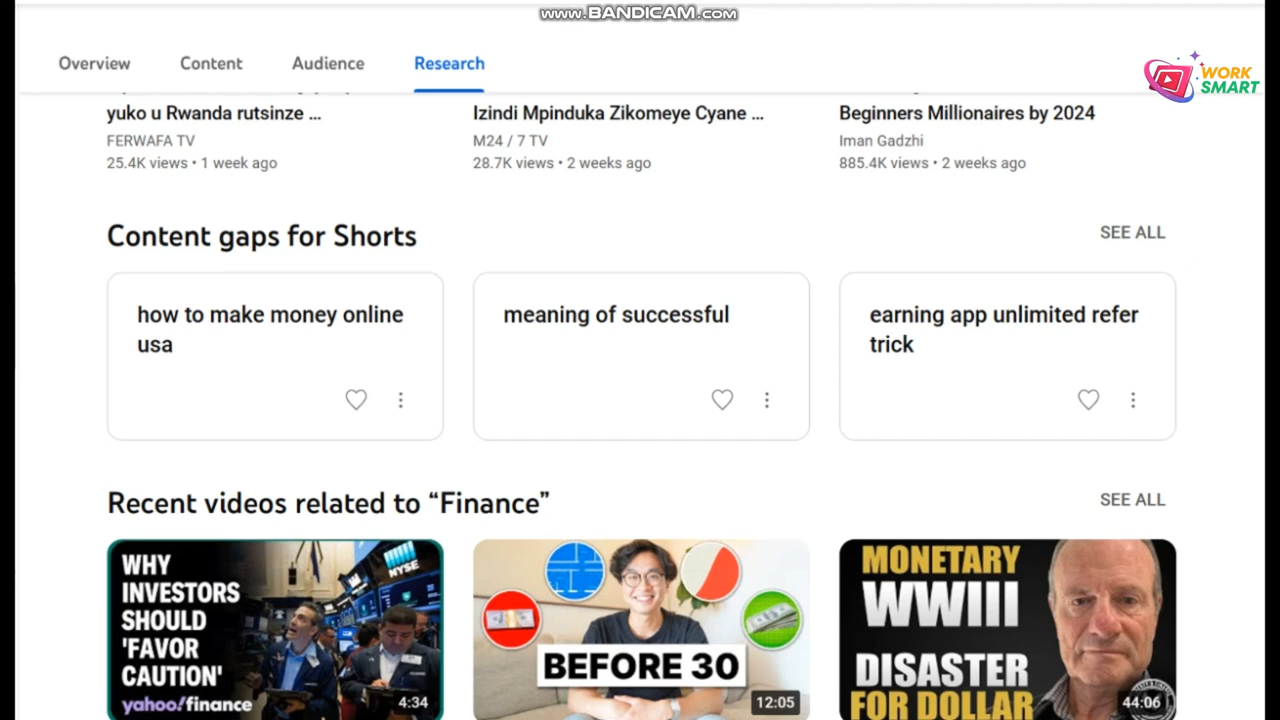 www.BANDICAM.com
Overview Content Audience Research
WORK
SMART
yuko u Rwanda rutsinze ... Izindi Mpinduka Zikomeye Cyane ... Beginners Millionaires by 2024
FERWAFA TV M24 / 7 TV Iman Gadzhi
25.4K views • 1 week ago 28.7K views • 2 weeks ago 885.4K views • 2 weeks ago
Content gaps for Shorts SEE ALL
how to make money online
usa
meaning of successful
earning app unlimited refer
trick
Recent videos related to “Finance” SEE ALL
WHY
INVESTORS
SHOULD
'FAVOR
CAUTION'
yahoo!finance
NYSE
4:34
BEFORE 30
12:05
MONETARY
WWIII
DISASTER
FOR DOLLAR
44:06